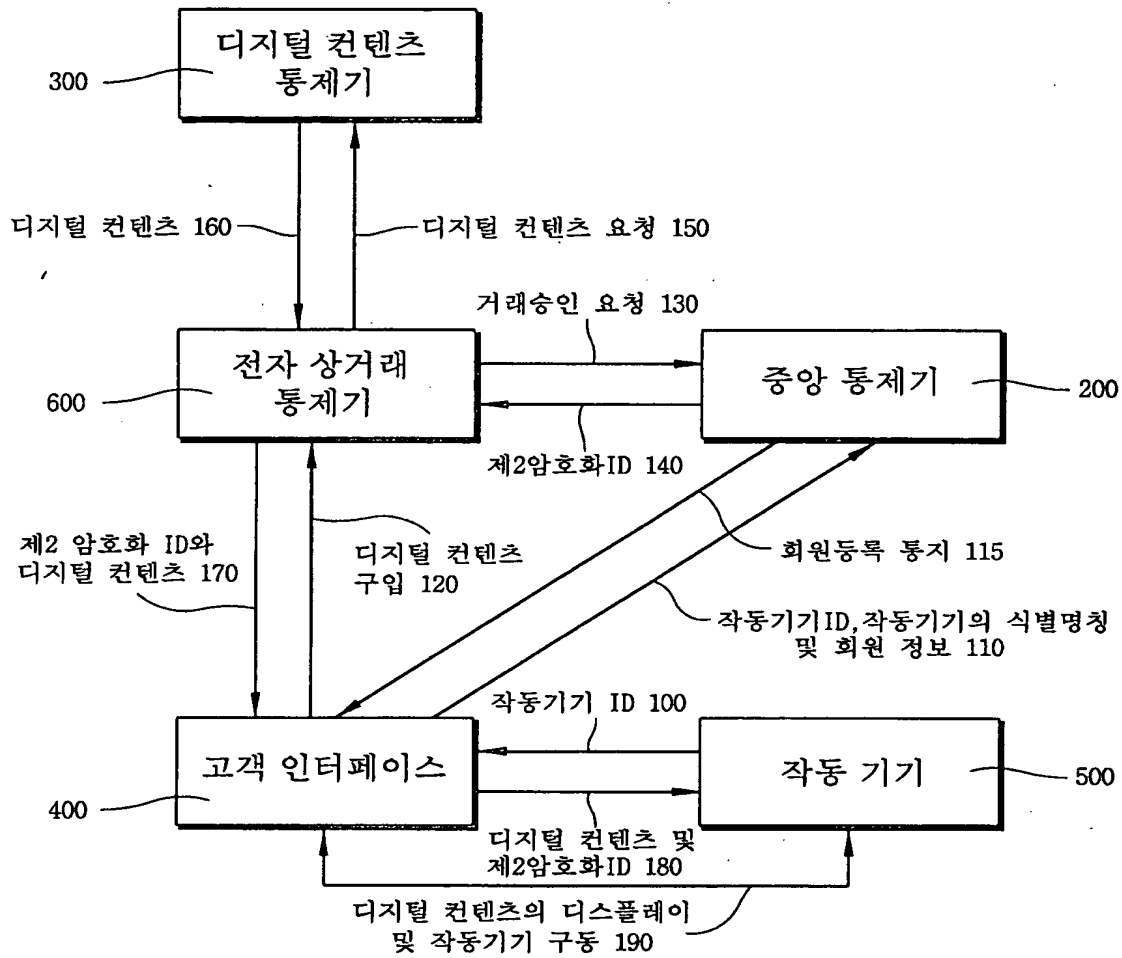 디지털 컨텐츠
통제기
300
디지털 컨텐츠 160
디지털 컨텐츠 요청 150
거래승인 요청 130
전자 상거래
통제기
600
중앙 통제기
200
제2암호화ID 140
제2 암호화 ID와
디지털 컨텐츠 170
디지털 컨텐츠
구입 120
회원등록 통지 115
작동기기ID,작동기기의 식별명칭
및 회원 정보 110
작동기기 ID 100
고객 인터페이스
400
작동 기기
500
디지털 컨텐츠 및
제2암호화ID 180
디지털 컨텐츠의 디스플레이
및 작동기기 구동 190